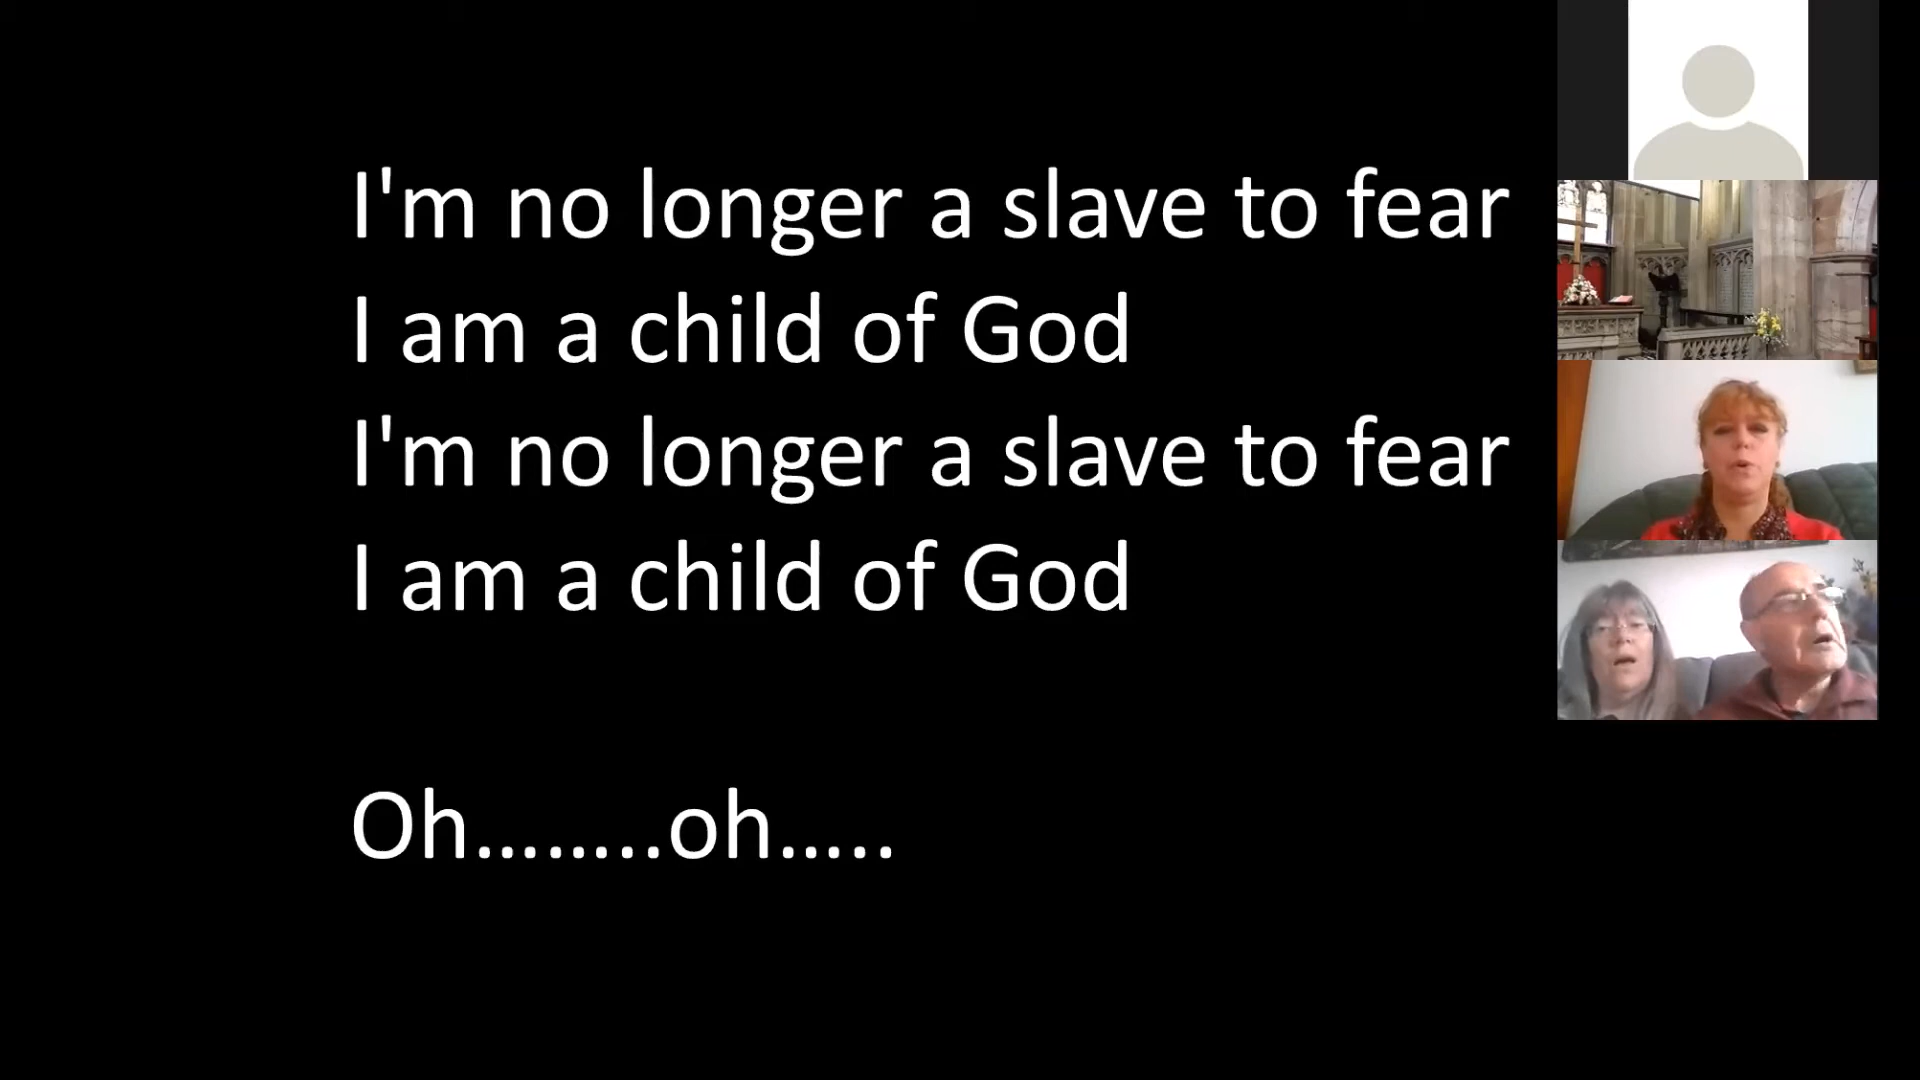 I'm no longer a slave to fear
I am a child of God
I'm no longer a slave to fear
I am a child of God
Oh……..oh…..